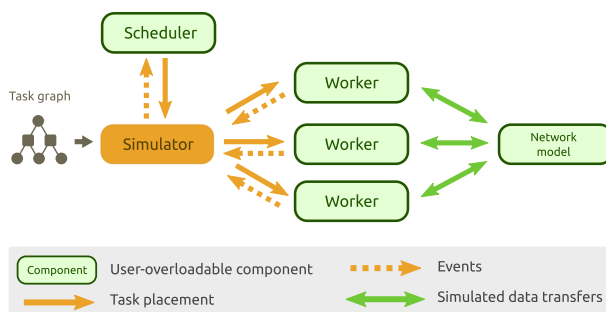 Scheduler
Task graph
Simulator
Worker
Worker
Worker
Network
model
Component
User-overloadable component
Events
Task placement
Simulated data transfers